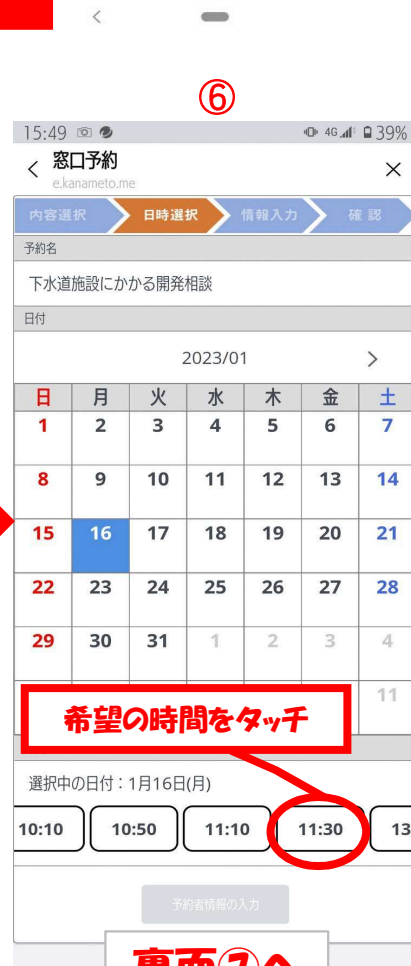 ⑥
15:49 4G 39%
窓口予約
e.kanameto.me
内容選択 日時選択 情報入力 確認
予約名
下水道施設にかかる開発相談
日付
2023/01
日 月 火 水 木 金 土
1 2 3 4 5 6 7
8 9 10 11 12 13 14
15 16 17 18 19 20 21
22 23 24 25 26 27 28
29 30 31 1 2 3 4
11
希望の時間をタッチ
選択中の日付：1月16日(月)
10:10 10:50 11:10 11:30 13
予約者情報の入力
裏面⑦へ